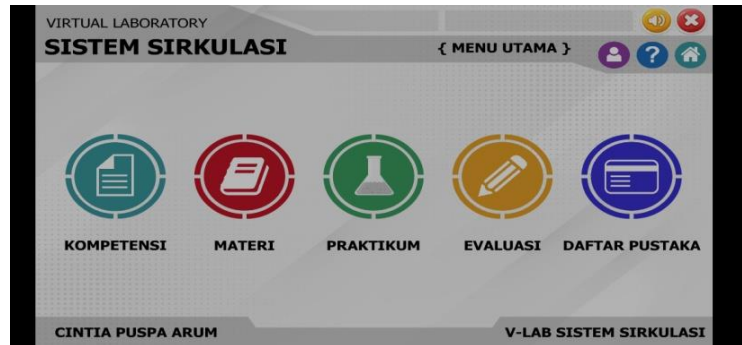 VIRTUAL LABORATORY
SISTEM SIRKULASI
{ MENU UTAMA }
?
KOMPETENSI
MATERI
PRAKTIKUM
EVALUASI
DAFTAR PUSTAKA
CINTIA PUSPA ARUM
V-LAB SISTEM SIRKULASI